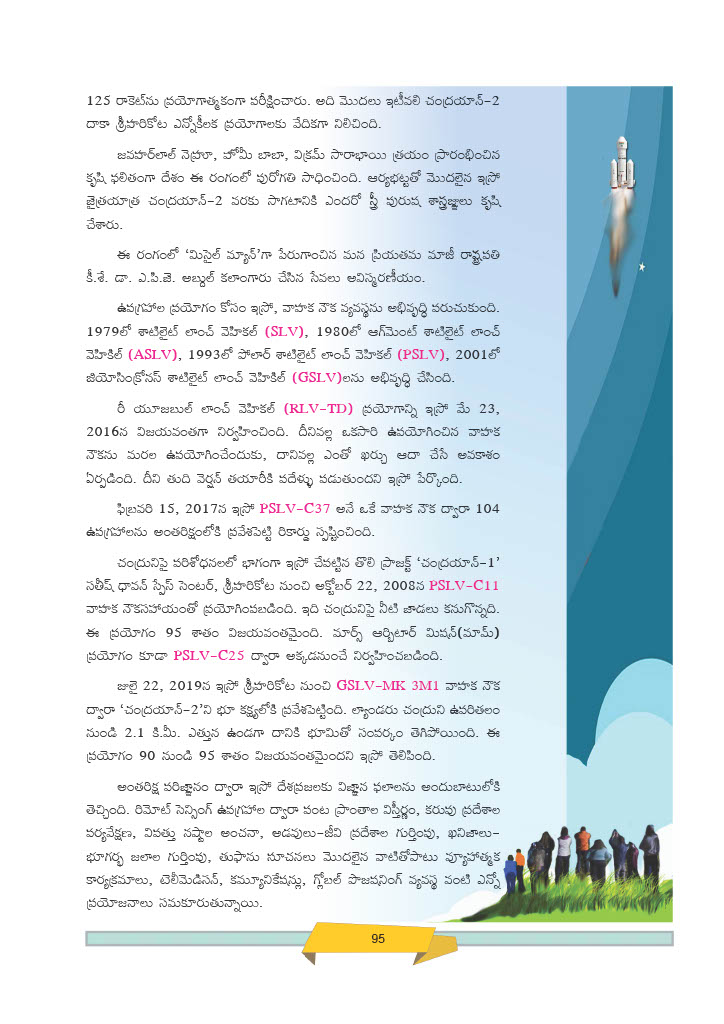 125 రాకెట్‌ను ప్రయోగాత్మకంగా పరీక్షించారు. అది మొదలు ఇటీవలి చంద్రయాన్-2
దాకా శ్రీహరికోట ఎన్నోకీలక ప్రయోగాలకు వేదికగా నిలిచింది.
జవహర్‌లాల్ నెహ్రూ, హోమీ బాబా, విక్రమ్ సారాభాయి త్రయం ప్రారంభించిన
కృషి ఫలితంగా దేశం ఈ రంగంలో పురోగతి సాధించింది. ఆర్యభట్టతో మొదలైన ఇస్రో
జైత్రయాత్ర చంద్రయాన్-2 వరకు సాగటానికి ఎందరో స్త్రీ పురుష శాస్త్రజ్ఞులు కృషి
చేశారు.
ఈ రంగంలో ‘మిసైల్ మ్యాన్’గా పేరుగాంచిన మన ప్రియతమ మాజీ రాష్ట్రపతి
కీ.శే. డా. ఎ.పి.జె. అబ్దుల్ కలాంగారు చేసిన సేవలు అవిస్మరణీయం.
ఉపగ్రహాల ప్రయోగం కోసం ఇస్రో, వాహక నౌక వ్యవస్థను అభివృద్ధి పరుచుకుంది.
1979లో శాటిలైట్ లాంచ్ వెహికల్ (SLV), 1980లో ఆగ్‌మెంట్ శాటిలైట్ లాంచ్
వెహికిల్ (ASLV), 1993లో పోలార్ శాటిలైట్ లాంచ్ వెహికల్ (PSLV), 2001లో
జియోసింక్రోనస్ శాటిలైట్ లాంచ్ వెహికిల్ (GSLV)లను అభివృద్ధి చేసింది.
రీ యూజబుల్ లాంచ్ వెహికల్ (RLV-TD) ప్రయోగాన్ని ఇస్రో మే 23,
2016న విజయవంతగా నిర్వహించింది. దీనివల్ల ఒకసారి ఉపయోగించిన వాహక
నౌకను మరల ఉపయోగించేందుకు, దానివల్ల ఎంతో ఖర్చు ఆదా చేసే అవకాశం
ఏర్పడింది. దీని తుది వెర్షన్ తయారీకి పదేళ్ళు పడుతుందని ఇస్రో పేర్కొంది.
ఫిబ్రవరి 15, 2017న ఇస్రో PSLV-C37 అనే ఒకే వాహక నౌక ద్వారా 104
ఉపగ్రహాలను అంతరిక్షంలోకి ప్రవేశపెట్టి రికార్డు సృష్టించింది.
చంద్రునిపై పరిశోధనలలో భాగంగా ఇస్రో చేపట్టిన తొలి ప్రాజక్ట్ ‘చంద్రయాన్-1’
సతీష్ ధావన్ స్పేస్ సెంటర్, శ్రీహరికోట నుంచి అక్టోబర్ 22, 2008న PSLV-C11
వాహక నౌకసహాయంతో ప్రయోగింపబడింది. ఇది చంద్రునిపై నీటి జాడలు కనుగొన్నది.
ఈ ప్రయోగం 95 శాతం విజయవంతమైంది. మార్స్ ఆర్బిటార్ మిషన్(మామ్)
ప్రయోగం కూడా PSLV-C25 ద్వారా అక్కడనుంచే నిర్వహించబడింది.
జులై 22, 2019న ఇస్రో శ్రీహరికోట నుంచి GSLV-MK 3M1 వాహక నౌక
ద్వారా ‘చంద్రయాన్-2’ని భూ కక్ష్యలోకి ప్రవేశపెట్టింది. ల్యాండరు చంద్రుని ఉపరితలం
నుండి 2.1 కి.మీ. ఎత్తున ఉండగా దానికి భూమితో సంపర్కం తెగిపోయింది. ఈ
ప్రయోగం 90 నుండి 95 శాతం విజయవంతమైందని ఇస్రో తెలిపింది.
అంతరిక్ష పరిజ్ఞానం ద్వారా ఇస్రో దేశప్రజలకు విజ్ఞాన ఫలాలను అందుబాటులోకి
తెచ్చింది. రిమోట్ సెన్సింగ్ ఉపగ్రహాల ద్వారా పంట ప్రాంతాల విస్తీర్ణం, కరువు ప్రదేశాల
పర్యవేక్షణ, విపత్తు నష్టాల అంచనా, అడవులు-జీవి ప్రదేశాల గుర్తింపు, ఖనిజాలు-
భూగర్భ జలాల గుర్తింపు, తుఫాను సూచనలు మొదలైన వాటితోపాటు వ్యూహాత్మక
కార్యక్రమాలు, టెలీమెడిసన్, కమ్యూనికేషన్లు, గ్లోబల్ పొజషనింగ్ వ్యవస్థ వంటి ఎన్నో
ప్రయోజనాలు సమకూరుతున్నాయి.
95